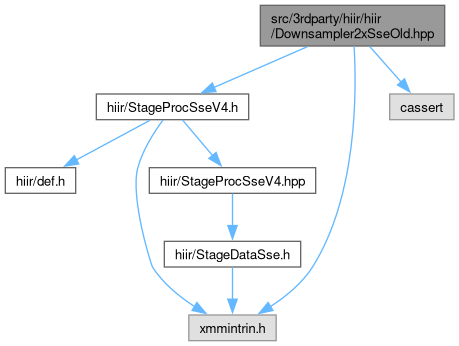 src/3rdparty/hiir/hiir
/Downsampler2xSseOld.hpp
hiir/StageProcSseV4.h
cassert
hiir/def.h
hiir/StageProcSseV4.hpp
hiir/StageDataSse.h
xmmintrin.h